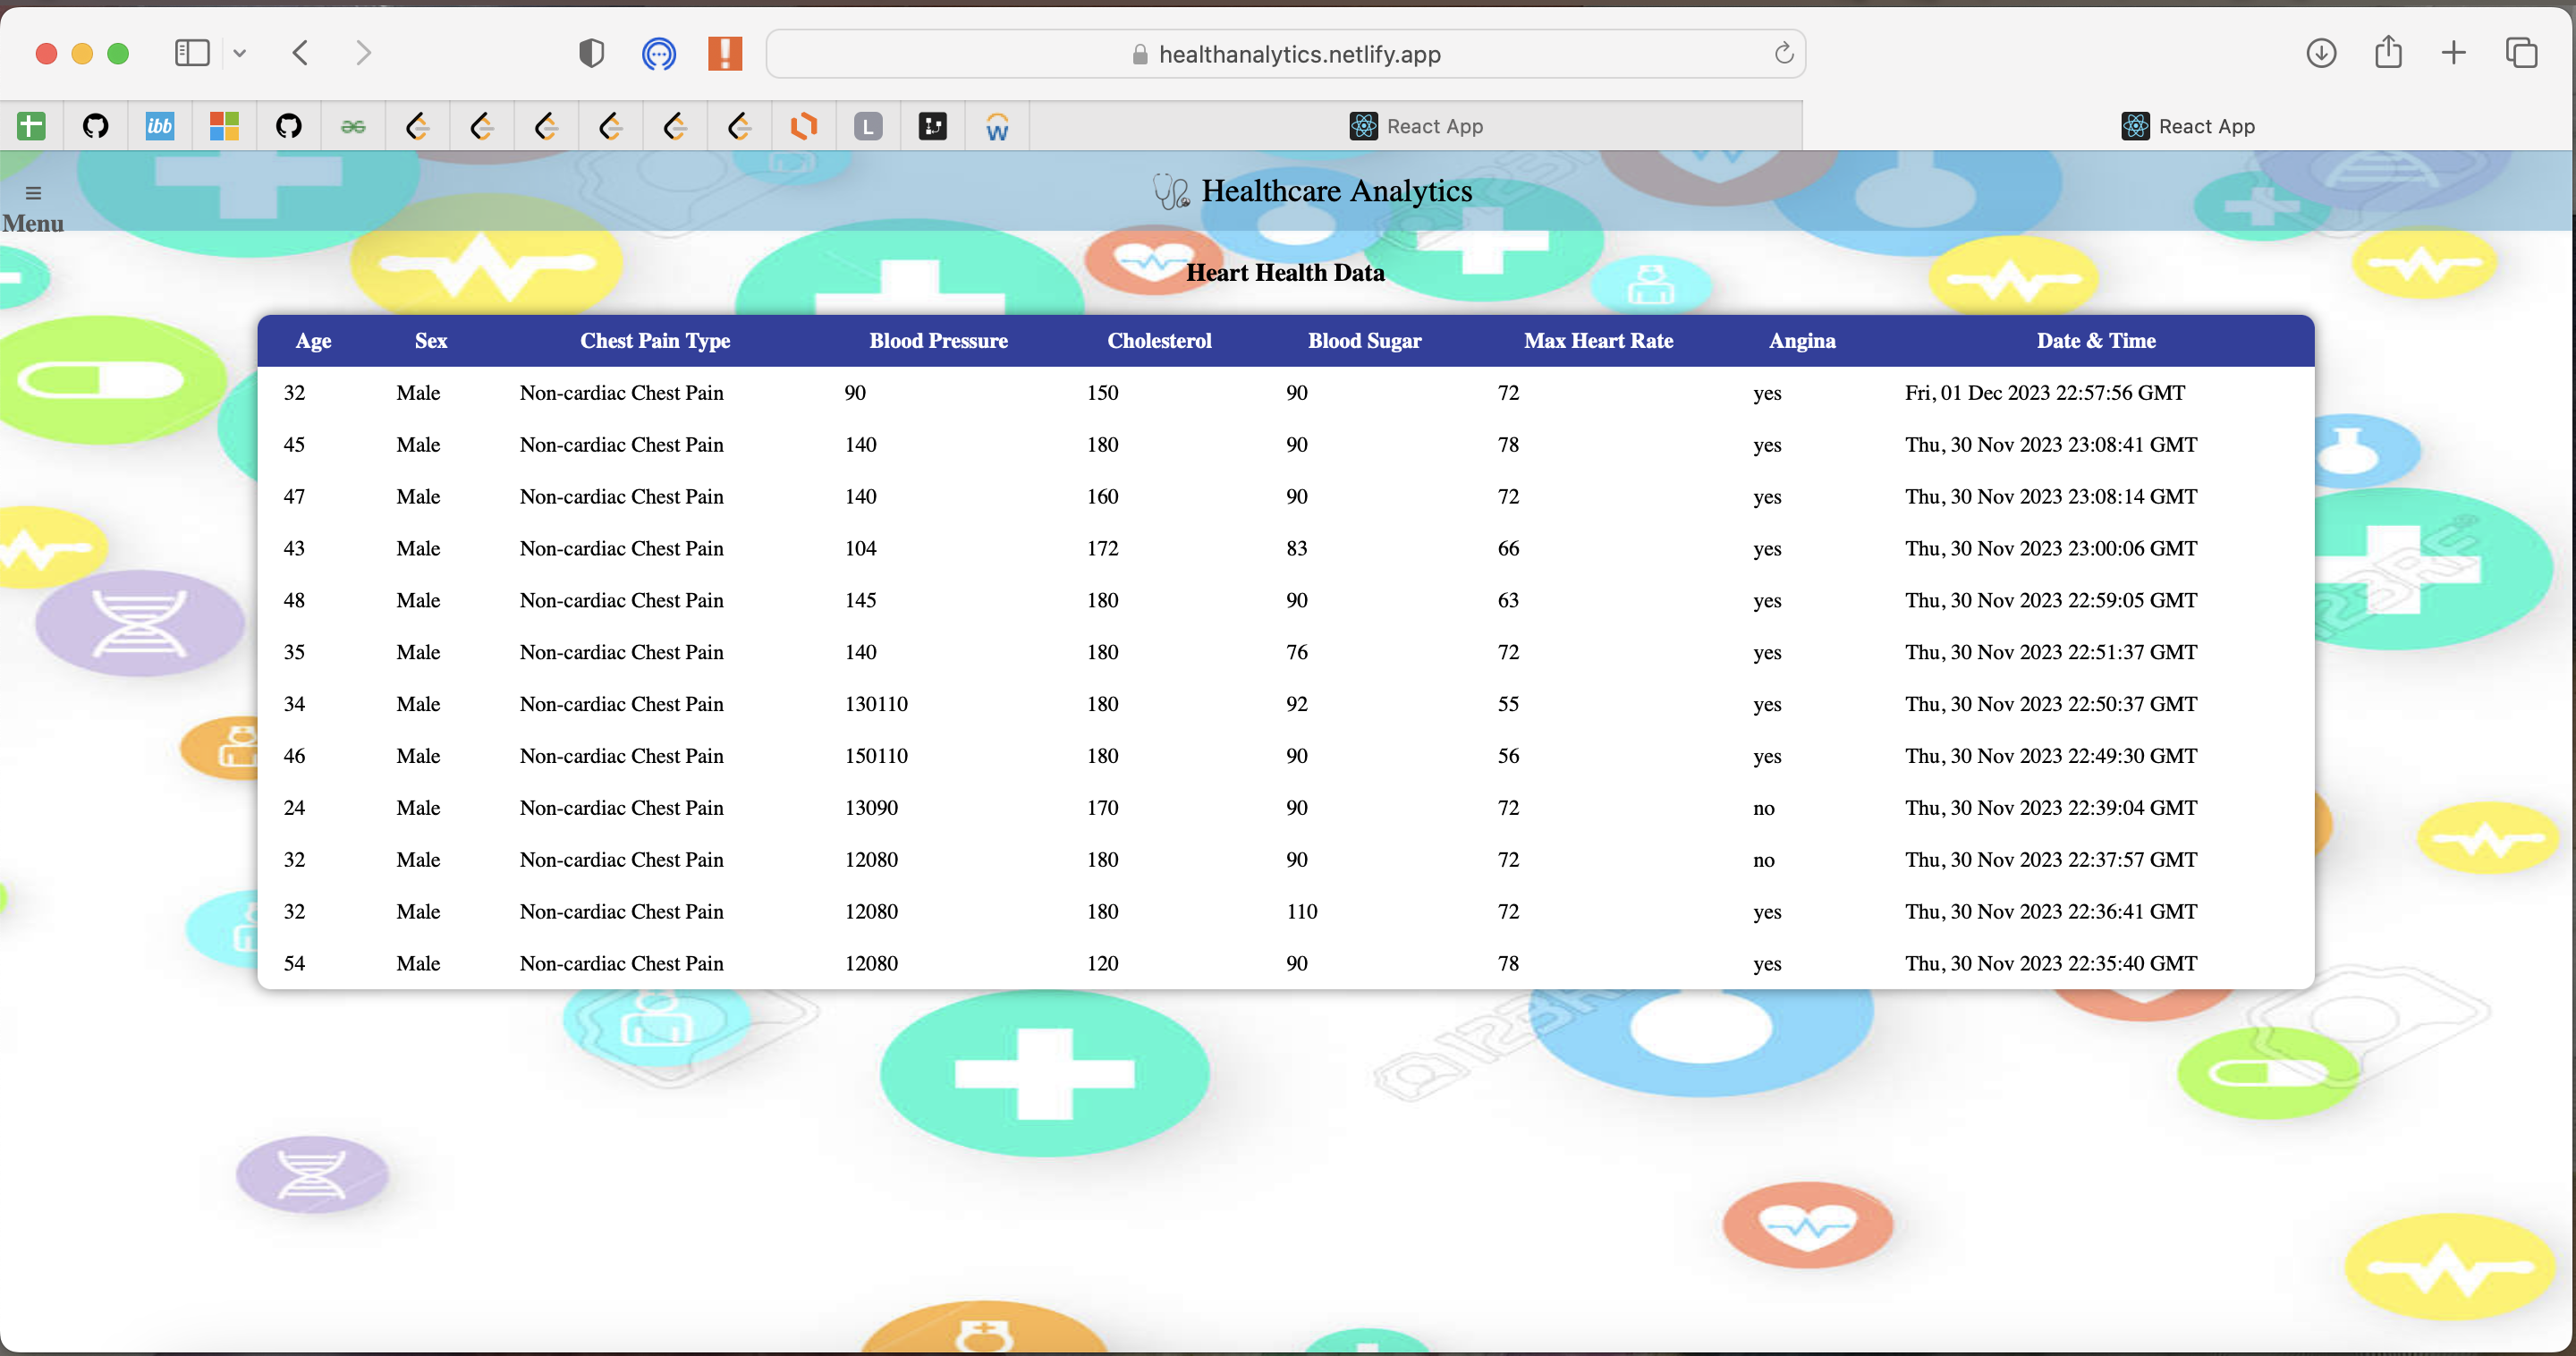 healthanalytics.netlify.app
ibb L W React App React App
☰
Menu
Healthcare Analytics
Heart Health Data
Age Sex Chest Pain Type Blood Pressure Cholesterol Blood Sugar Max Heart Rate Angina Date & Time
32 Male Non-cardiac Chest Pain 90 150 90 72 yes Fri, 01 Dec 2023 22:57:56 GMT
45 Male Non-cardiac Chest Pain 140 180 90 78 yes Thu, 30 Nov 2023 23:08:41 GMT
47 Male Non-cardiac Chest Pain 140 160 90 72 yes Thu, 30 Nov 2023 23:08:14 GMT
43 Male Non-cardiac Chest Pain 104 172 83 66 yes Thu, 30 Nov 2023 23:00:06 GMT
48 Male Non-cardiac Chest Pain 145 180 90 63 yes Thu, 30 Nov 2023 22:59:05 GMT
35 Male Non-cardiac Chest Pain 140 180 76 72 yes Thu, 30 Nov 2023 22:51:37 GMT
34 Male Non-cardiac Chest Pain 130110 180 92 55 yes Thu, 30 Nov 2023 22:50:37 GMT
46 Male Non-cardiac Chest Pain 150110 180 90 56 yes Thu, 30 Nov 2023 22:49:30 GMT
24 Male Non-cardiac Chest Pain 13090 170 90 72 no Thu, 30 Nov 2023 22:39:04 GMT
32 Male Non-cardiac Chest Pain 12080 180 90 72 no Thu, 30 Nov 2023 22:37:57 GMT
32 Male Non-cardiac Chest Pain 12080 180 110 72 yes Thu, 30 Nov 2023 22:36:41 GMT
54 Male Non-cardiac Chest Pain 12080 120 90 78 yes Thu, 30 Nov 2023 22:35:40 GMT